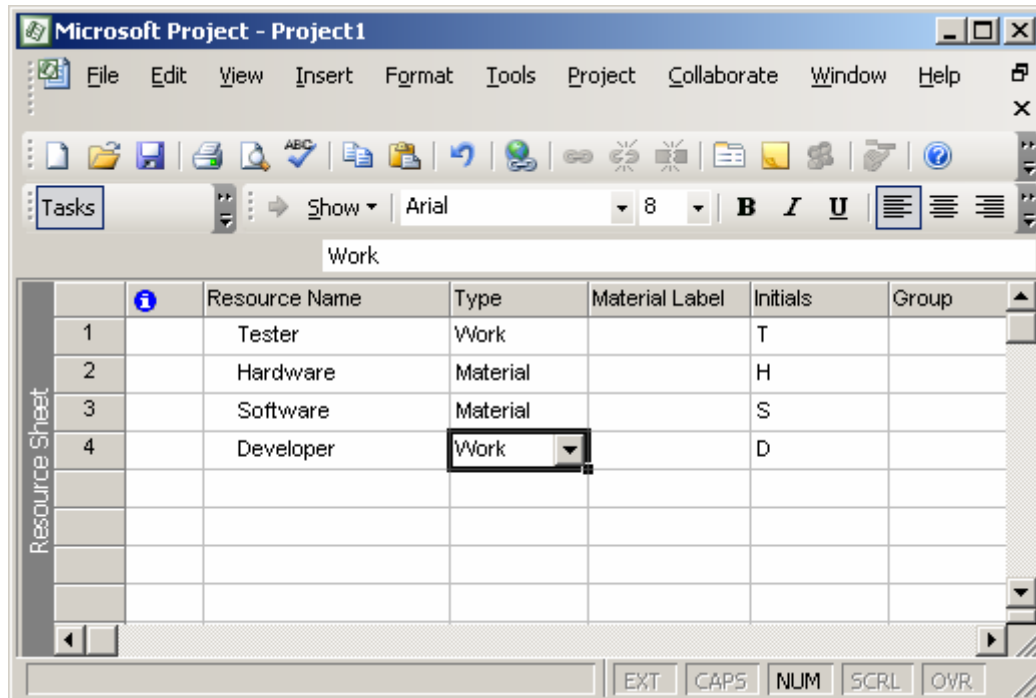 Microsoft Project - Project1
File Edit View Insert Format Tools Project Collaborate Window Help
ABC
Tasks Show Arial 8 B I U
Work
Resource Name Type Material Label Initials Group
1 Tester Work T
2 Hardware Material H
3 Software Material S
4 Developer Work D
Resource Sheet
EXT CAPS NUM SCRL OVR